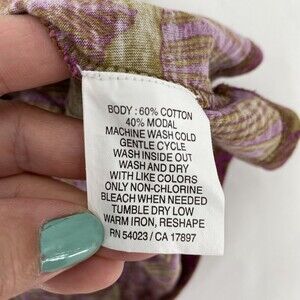 BODY : 60% COTTON
40% MODAL
MACHINE WASH COLD
GENTLE CYCLE
WASH INSIDE OUT
WASH AND DRY
WITH LIKE COLORS
ONLY NON-CHLORINE
BLEACH WHEN NEEDED
TUMBLE DRY LOW
WARM IRON, RESHAPE
RN 54023 / CA 17897